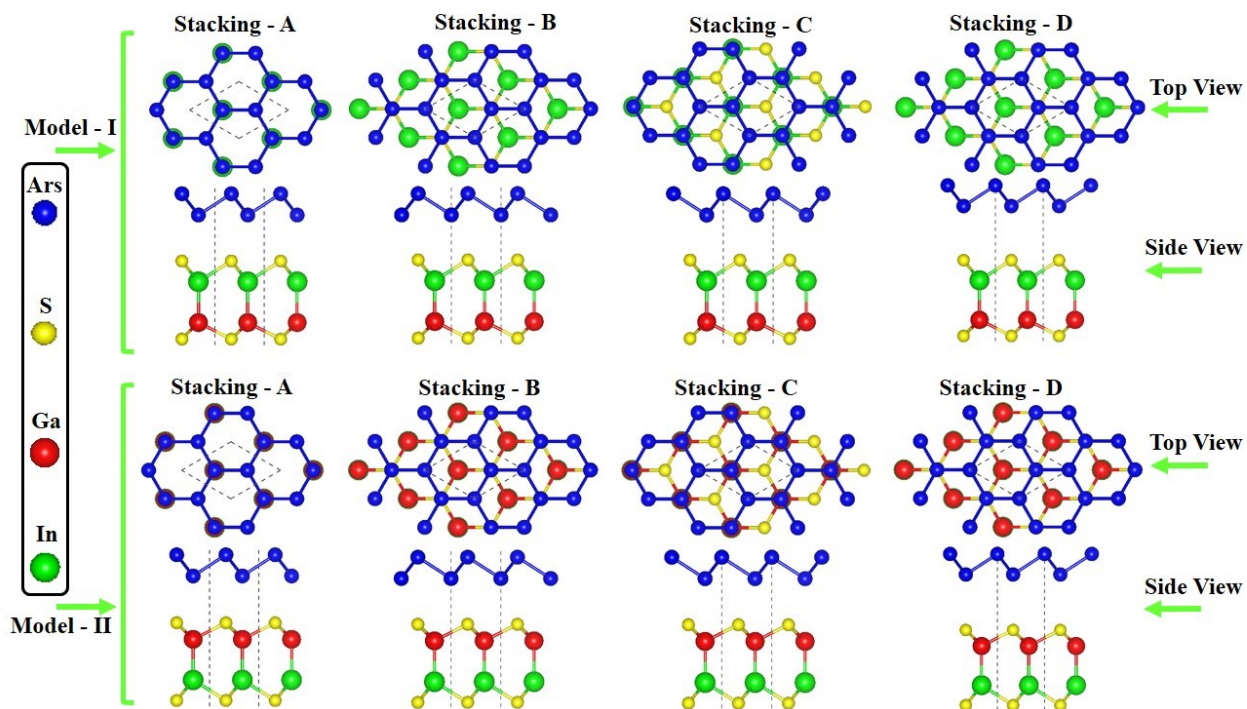 Stacking - A
Stacking - B
Stacking - C
Stacking - D
Top View
Model - I
Side View
Ars
S
Ga
In
Stacking - A
Stacking - B
Stacking - C
Stacking - D
Top View
Side View
Model - II